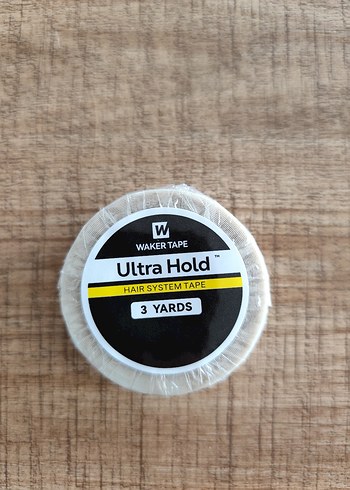 W
WAKER TAPE
Ultra Hold™
HAIR SYSTEM TAPE
3 YARDS